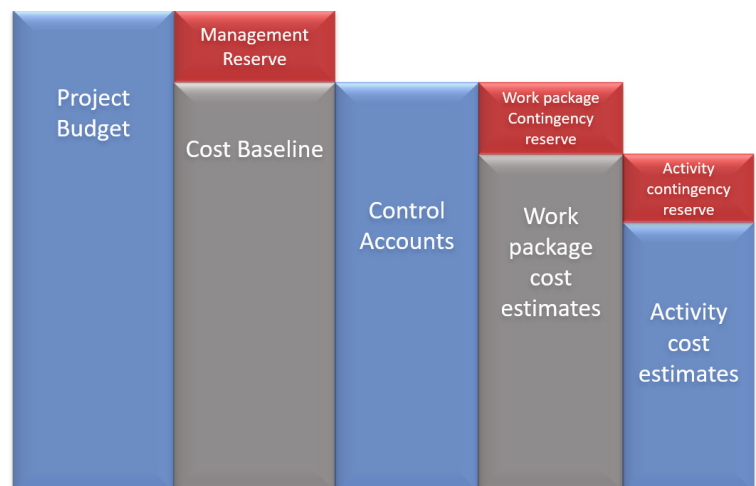 Project
Budget
Management
Reserve
Cost Baseline
Control
Accounts
Work package
Contingency
reserve
Work
package
cost
estimates
Activity
contingency
reserve
Activity
cost
estimates